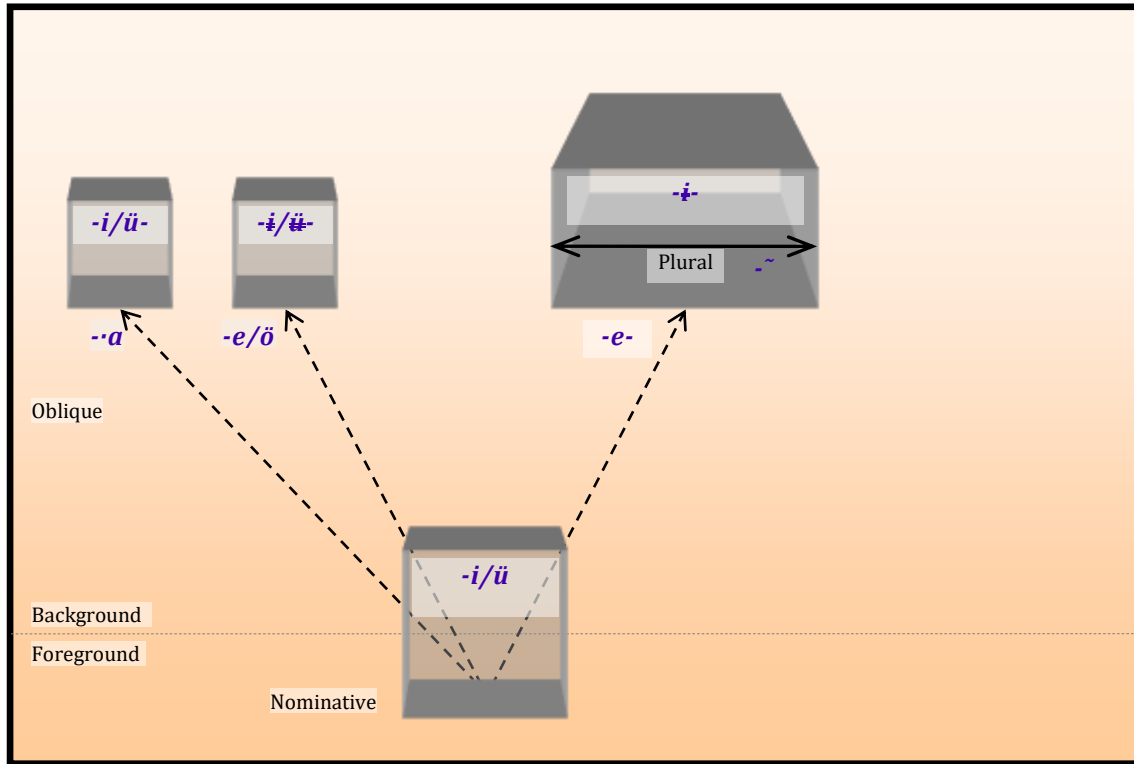 -i/ü-
-i̶/ü̶-
-i̶-
Plural
-˜
-·a
-e/ö
-e-
Oblique
-i/ü
Background
Foreground
Nominative